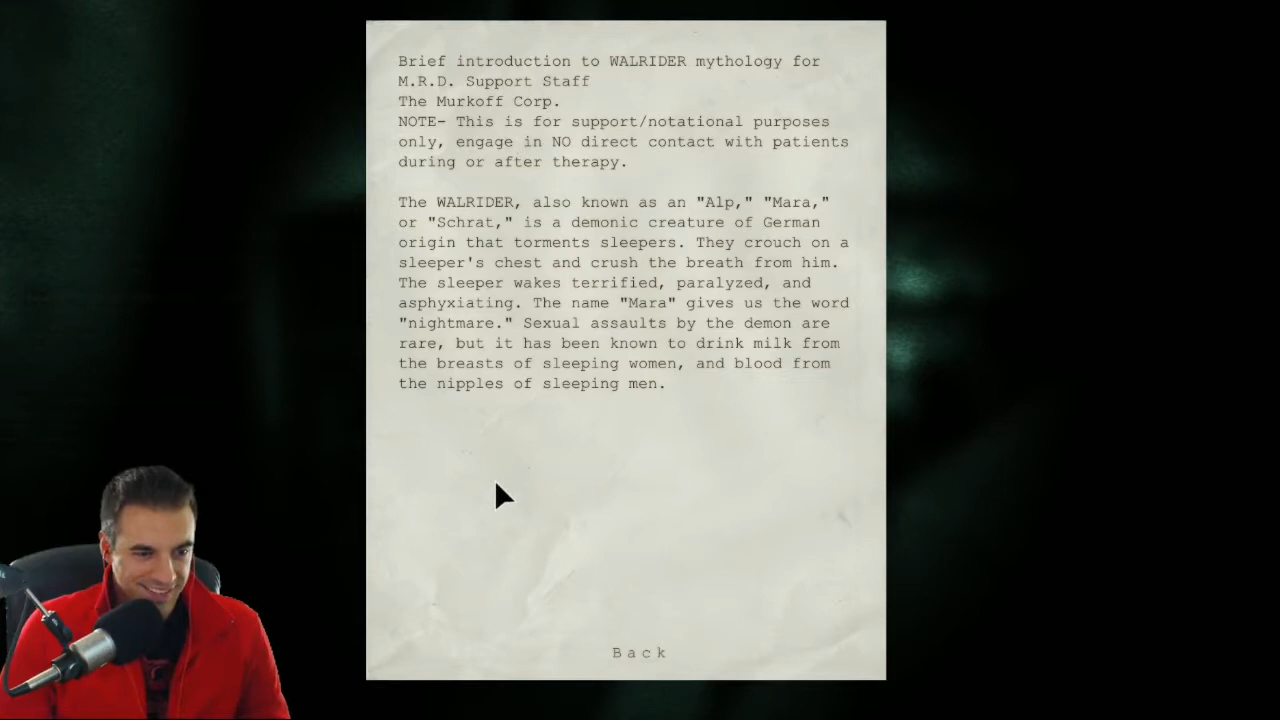 Brief introduction to WALRIDER mythology for
M.R.D. Support Staff
The Murkoff Corp.
NOTE- This is for support/notational purposes
only, engage in NO direct contact with patients
during or after therapy.
The WALRIDER, also known as an "Alp," "Mara,"
or "Schrat," is a demonic creature of German
origin that torments sleepers. They crouch on a
sleeper's chest and crush the breath from him.
The sleeper wakes terrified, paralyzed, and
asphyxiating. The name "Mara" gives us the word
"nightmare." Sexual assaults by the demon are
rare, but it has been known to drink milk from
the breasts of sleeping women, and blood from
the nipples of sleeping men.
Back